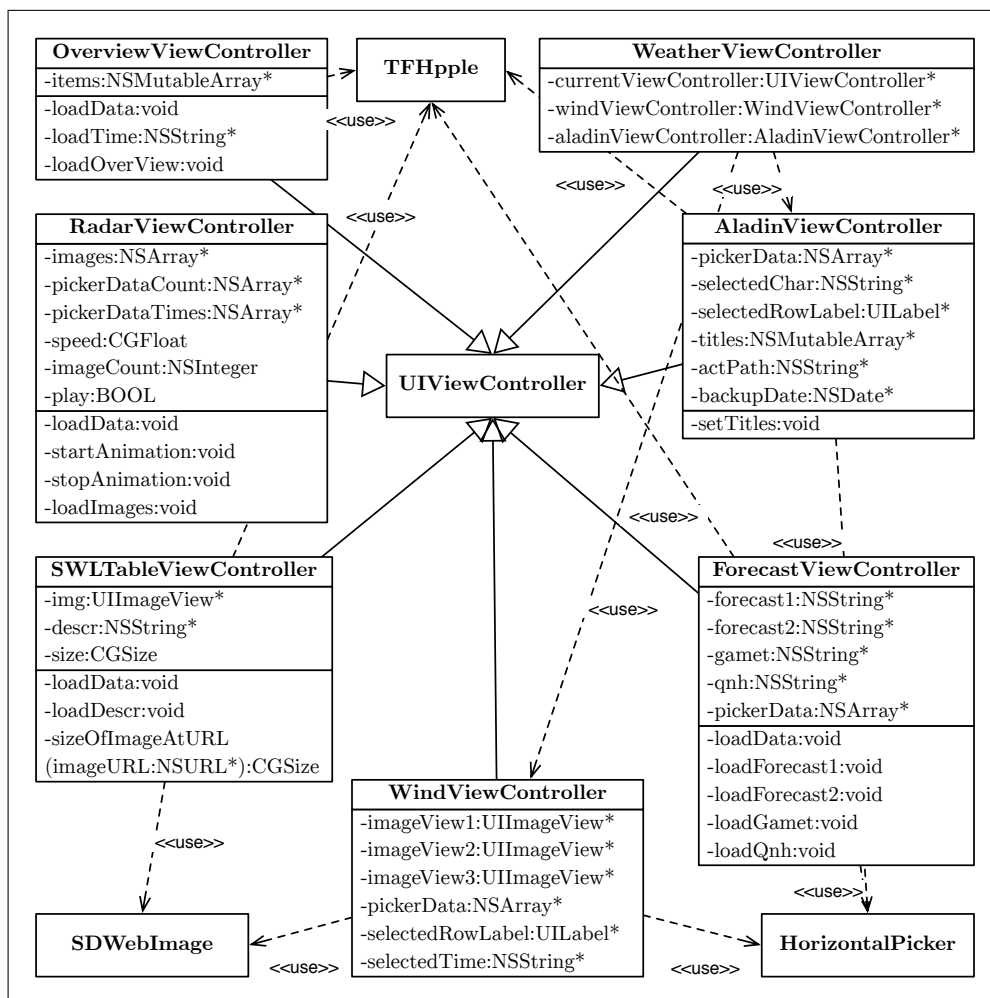 OverviewViewController
-items:NSMutableArray*
-loadData:void
-loadTime:NSString*
-loadOverView:void
TFHpple
WeatherViewController
-currentViewController:UIViewController*
-windViewController:WindViewController*
-aladinViewController:AladinViewController*
<<use>>
<<use>>
<<use>>
<<use>>
RadarViewController
-images:NSArray*
-pickerDataCount:NSArray*
-pickerDataTimes:NSArray*
-speed:CGFloat
-imageCount:NSInteger
-play:BOOL
-loadData:void
-startAnimation:void
-stopAnimation:void
-loadImages:void
UIViewController
AladinViewController
-pickerData:NSArray*
-selectedChar:NSString*
-selectedRowLabel:UILabel*
-titles:NSMutableArray*
-actPath:NSString*
-backupDate:NSDate*
-setTitles:void
<<use>>
<<use>>
<<use>>
SWLTableViewController
-img:UIImageView*
-descr:NSString*
-size:CGSize
-loadData:void
-loadDescr:void
-sizeOfImageAtURL
(imageURL:NSURL*):CGSize
ForecastViewController
-forecast1:NSString*
-forecast2:NSString*
-gamet:NSString*
-qnh:NSString*
-pickerData:NSArray*
-loadData:void
-loadForecast1:void
-loadForecast2:void
-loadGamet:void
-loadQnh:void
WindViewController
-imageView1:UIImageView*
-imageView2:UIImageView*
-imageView3:UIImageView*
-pickerData:NSArray*
-selectedRowLabel:UILabel*
-selectedTime:NSString*
<<use>>
<<use>>
SDWebImage
HorizontalPicker
<<use>>
<<use>>